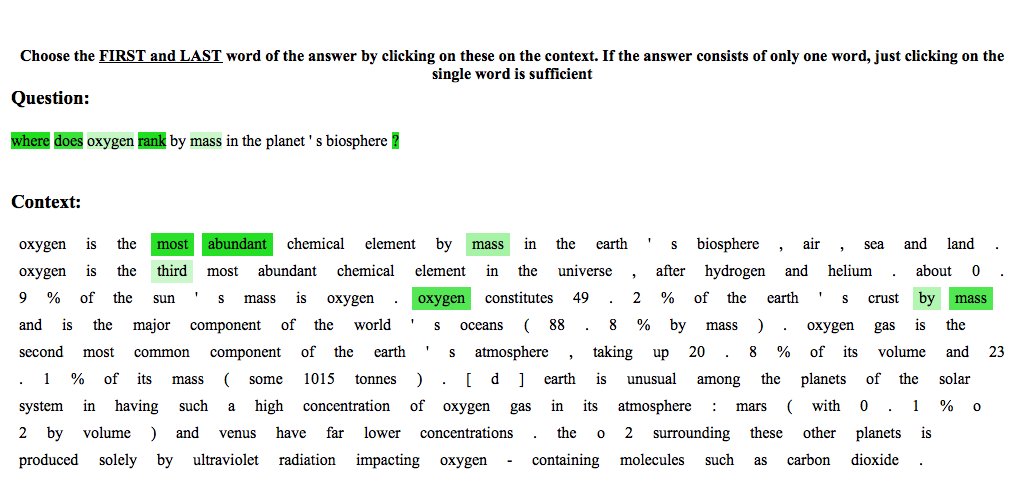 Choose the FIRST and LAST word of the answer by clicking on these on the context. If the answer consists of only one word, just clicking on the
single word is sufficient
Question:
where does oxygen rank by mass in the planet ' s biosphere ?
Context:
oxygen is the most abundant chemical element by mass in the earth ' s biosphere , air , sea and land .
oxygen is the third most abundant chemical element in the universe , after hydrogen and helium . about 0 .
9 % of the sun ' s mass is oxygen . oxygen constitutes 49 . 2 % of the earth ' s crust by mass
and is the major component of the world ' s oceans ( 88 . 8 % by mass ) . oxygen gas is the
second most common component of the earth ' s atmosphere , taking up 20 . 8 % of its volume and 23
. 1 % of its mass ( some 1015 tonnes ) . [ d ] earth is unusual among the planets of the solar
system in having such a high concentration of oxygen gas in its atmosphere : mars ( with 0 . 1 % o
2 by volume ) and venus have far lower concentrations . the o 2 surrounding these other planets is
produced solely by ultraviolet radiation impacting oxygen - containing molecules such as carbon dioxide .